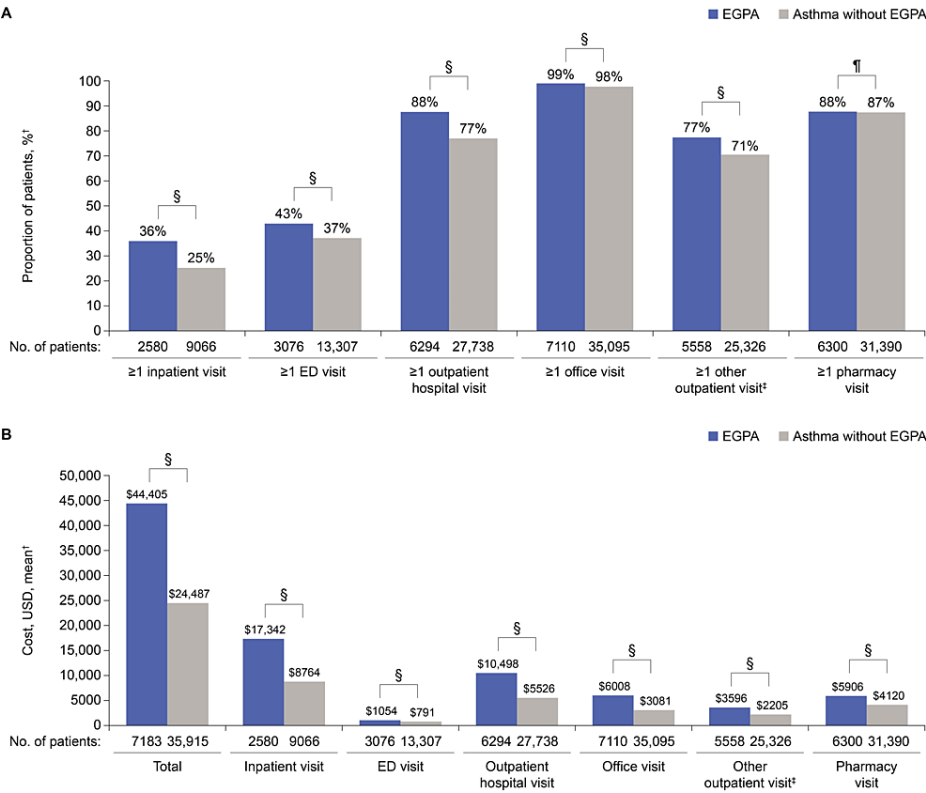 A
EGPA Asthma without EGPA
Proportion of patients, %†
100
90
80
70
60
50
40
30
20
10
0
§ § § § § ¶
36% 25% 43% 37% 88% 77% 99% 98% 77% 71% 88% 87%
No. of patients: 2580 9066 3076 13,307 6294 27,738 7110 35,095 5558 25,326 6300 31,390
≥1 inpatient visit ≥1 ED visit ≥1 outpatient ≥1 office visit ≥1 other ≥1 pharmacy
hospital visit outpatient visit‡ visit
B
EGPA Asthma without EGPA
Cost, USD, mean†
50,000
45,000
40,000
35,000
30,000
25,000
20,000
15,000
10,000
5000
0
§ § § § § § §
$44,405 $24,487 $17,342 $8764 $1054 $791 $10,498 $5526 $6008 $3081 $3596 $2205 $5906 $4120
No. of patients: 7183 35,915 2580 9066 3076 13,307 6294 27,738 7110 35,095 5558 25,326 6300 31,390
Total Inpatient visit ED visit Outpatient Office visit Other Pharmacy
hospital visit outpatient visit‡ visit